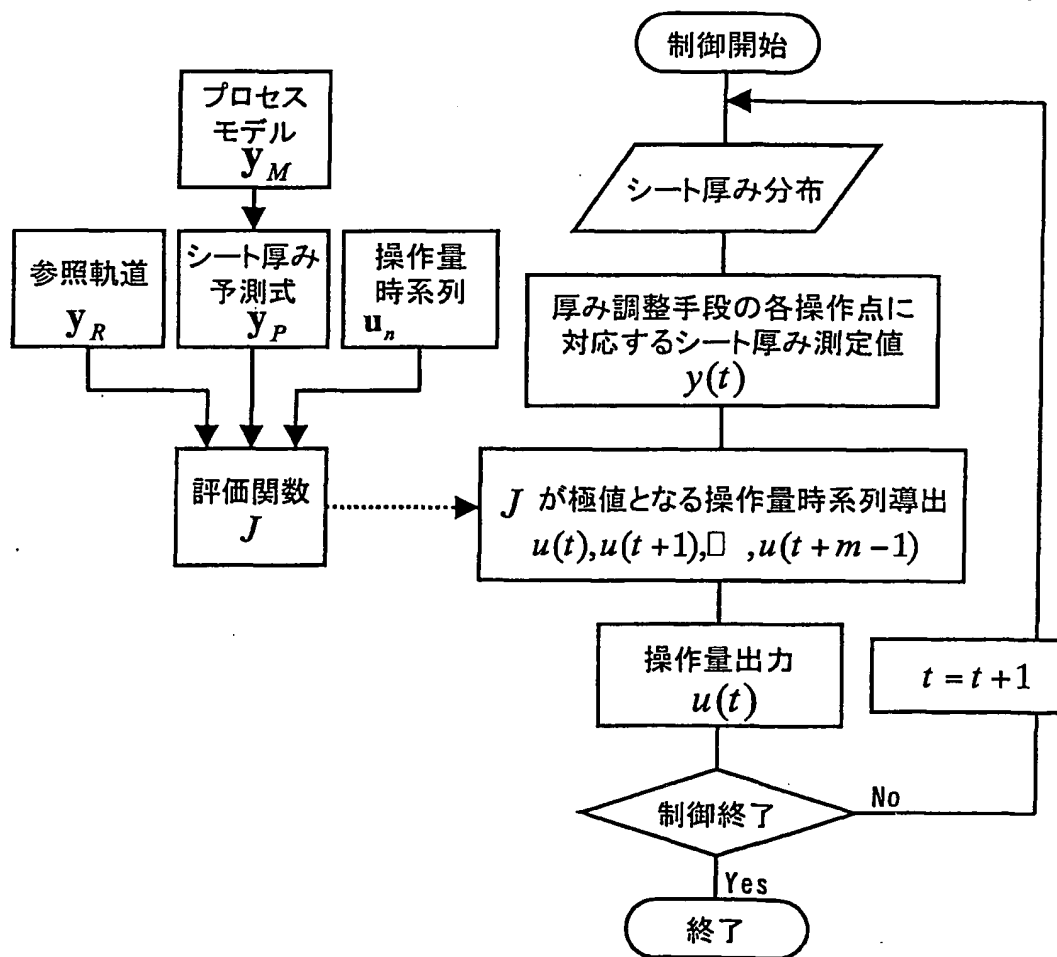 制御開始
プロセス
モデル
y_M
シート厚み分布
参照軌道
y_R
シート厚み
予測式
y_P
操作量
時系列
u_n
厚み調整手段の各操作点に
対応するシート厚み測定値
y(t)
評価関数
J
J が極値となる操作量時系列導出
u(t),u(t+1),□ ,u(t+m−1)
操作量出力
u(t)
t = t+1
制御終了
No
Yes
終了